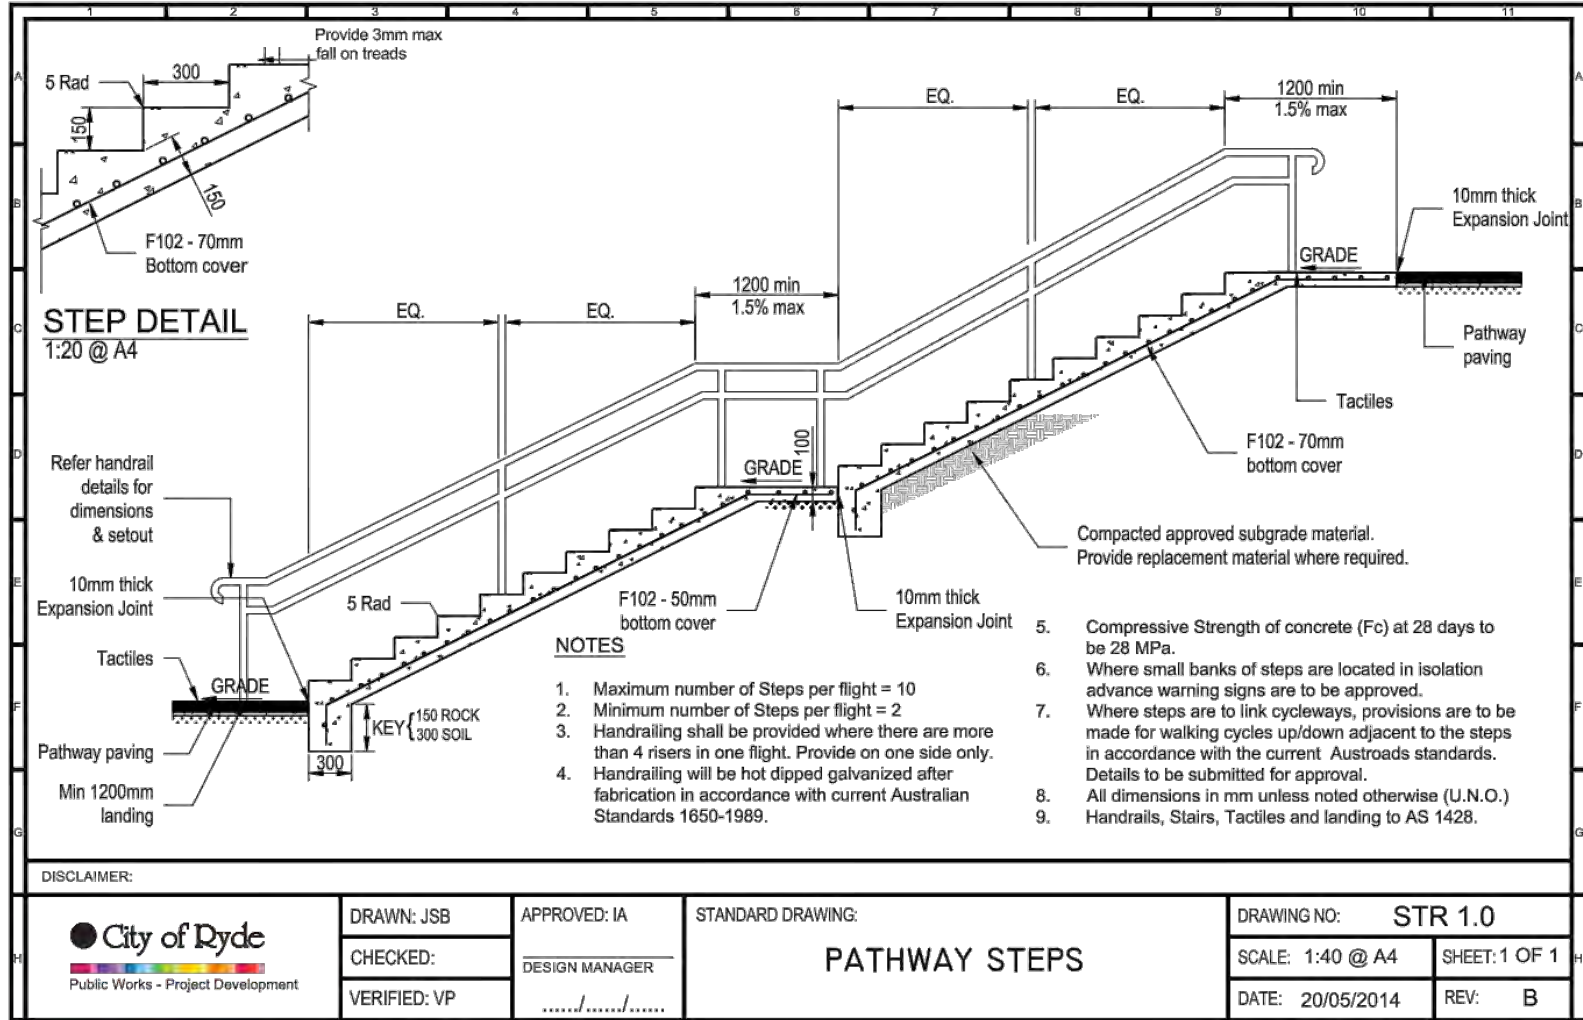 1 2 3 4 5 6 7 8 9 10 11
Provide 3mm max
fall on treads
5 Rad
300
150
150
F102 - 70mm
Bottom cover
STEP DETAIL
1:20 @ A4
EQ.
EQ.
1200 min
1.5% max
EQ.
EQ.
1200 min
1.5% max
10mm thick
Expansion Joint
GRADE
Pathway
paving
Tactiles
F102 - 70mm
bottom cover
100
GRADE
Refer handrail
details for
dimensions
& setout
10mm thick
Expansion Joint
5 Rad
Tactiles
GRADE
Pathway paving
Min 1200mm
landing
KEY { 150 ROCK
300 SOIL
300
F102 - 50mm
bottom cover
10mm thick
Expansion Joint
Compacted approved subgrade material.
Provide replacement material where required.
NOTES
1. Maximum number of Steps per flight = 10
2. Minimum number of Steps per flight = 2
3. Handrailing shall be provided where there are more
than 4 risers in one flight. Provide on one side only.
4. Handrailing will be hot dipped galvanized after
fabrication in accordance with current Australian
Standards 1650-1989.
5. Compressive Strength of concrete (Fc) at 28 days to
be 28 MPa.
6. Where small banks of steps are located in isolation
advance warning signs are to be approved.
7. Where steps are to link cycleways, provisions are to be
made for walking cycles up/down adjacent to the steps
in accordance with the current Austroads standards.
Details to be submitted for approval.
8. All dimensions in mm unless noted otherwise (U.N.O.)
9. Handrails, Stairs, Tactiles and landing to AS 1428.
A
B
C
D
E
F
G
H
A
B
C
D
E
F
G
H
DISCLAIMER:
City of Ryde
Public Works - Project Development
DRAWN: JSB
CHECKED:
VERIFIED: VP
APPROVED: IA
DESIGN MANAGER
....../....../......
STANDARD DRAWING:
PATHWAY STEPS
DRAWING NO: STR 1.0
SCALE: 1:40 @ A4
SHEET: 1 OF 1
DATE: 20/05/2014
REV: B